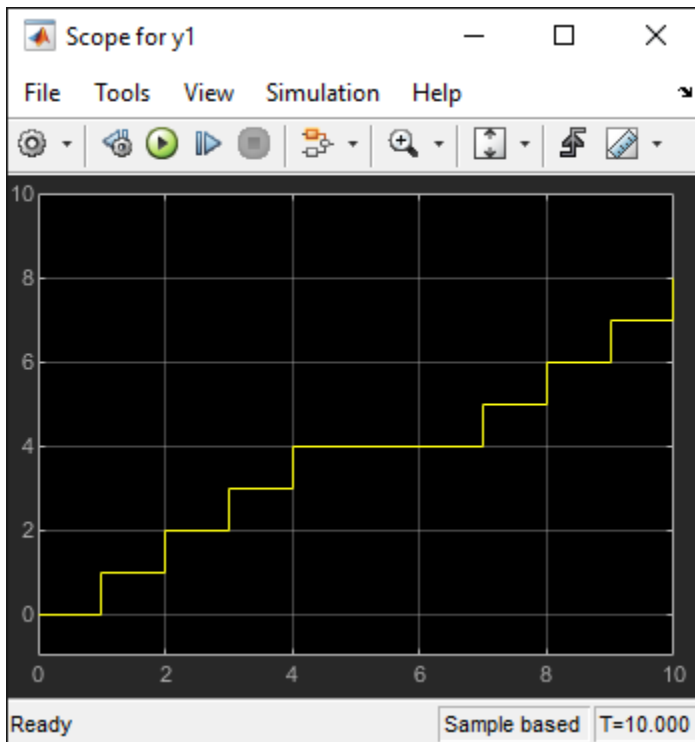 Scope for y1
File Tools View Simulation Help
10
8
6
4
2
0
0 2 4 6 8 10
Ready Sample based T=10.000